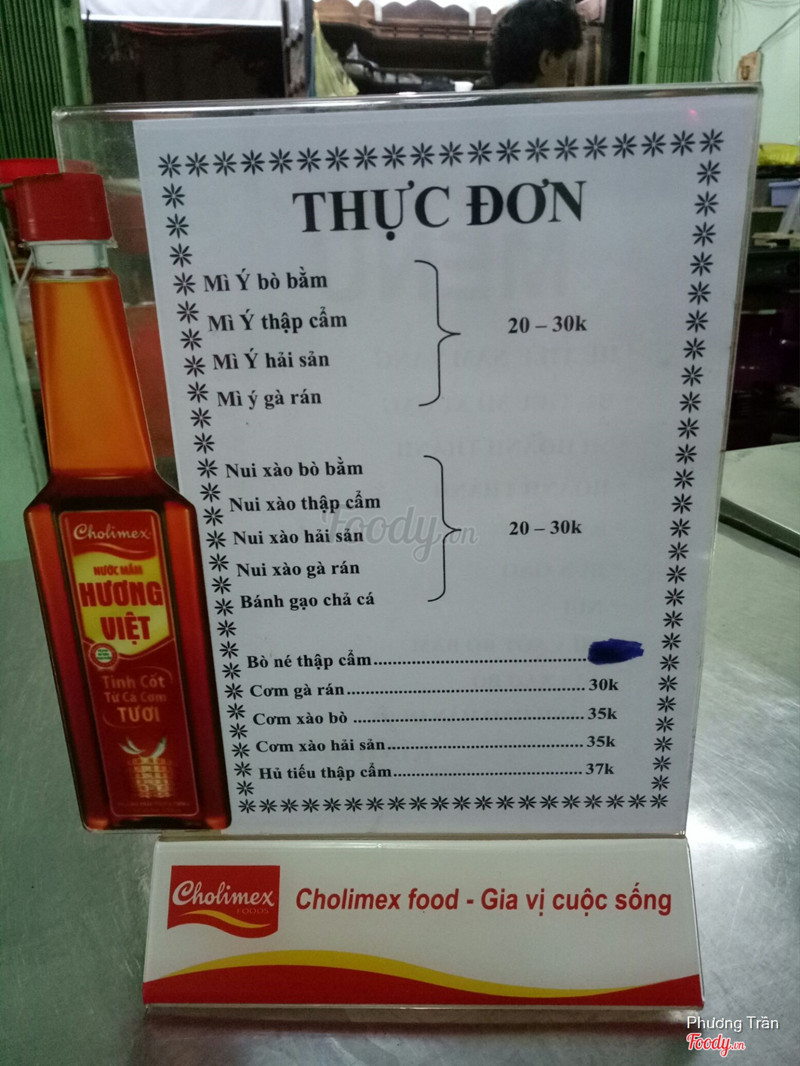 THỰC ĐƠN
Mì Ý bò bằm
Mì Ý thập cẩm
Mì Ý hải sản
Mì ý gà rán
20 – 30k
Nui xào bò bằm
Nui xào thập cẩm
Nui xào hải sản
Nui xào gà rán
Bánh gạo chả cá
20 – 30k
Bò né thập cẩm
Cơm gà rán 30k
Cơm xào bò 35k
Cơm xào hải sản 35k
Hủ tiếu thập cẩm 37k
Cholimex
NƯỚC MẮM
HƯƠNG
VIỆT
Tinh Cốt
Từ Cá Cơm
TƯƠI
Cholimex
FOODS
Cholimex food - Gia vị cuộc sống
Foody.vn
Phương Trần
Foody.vn